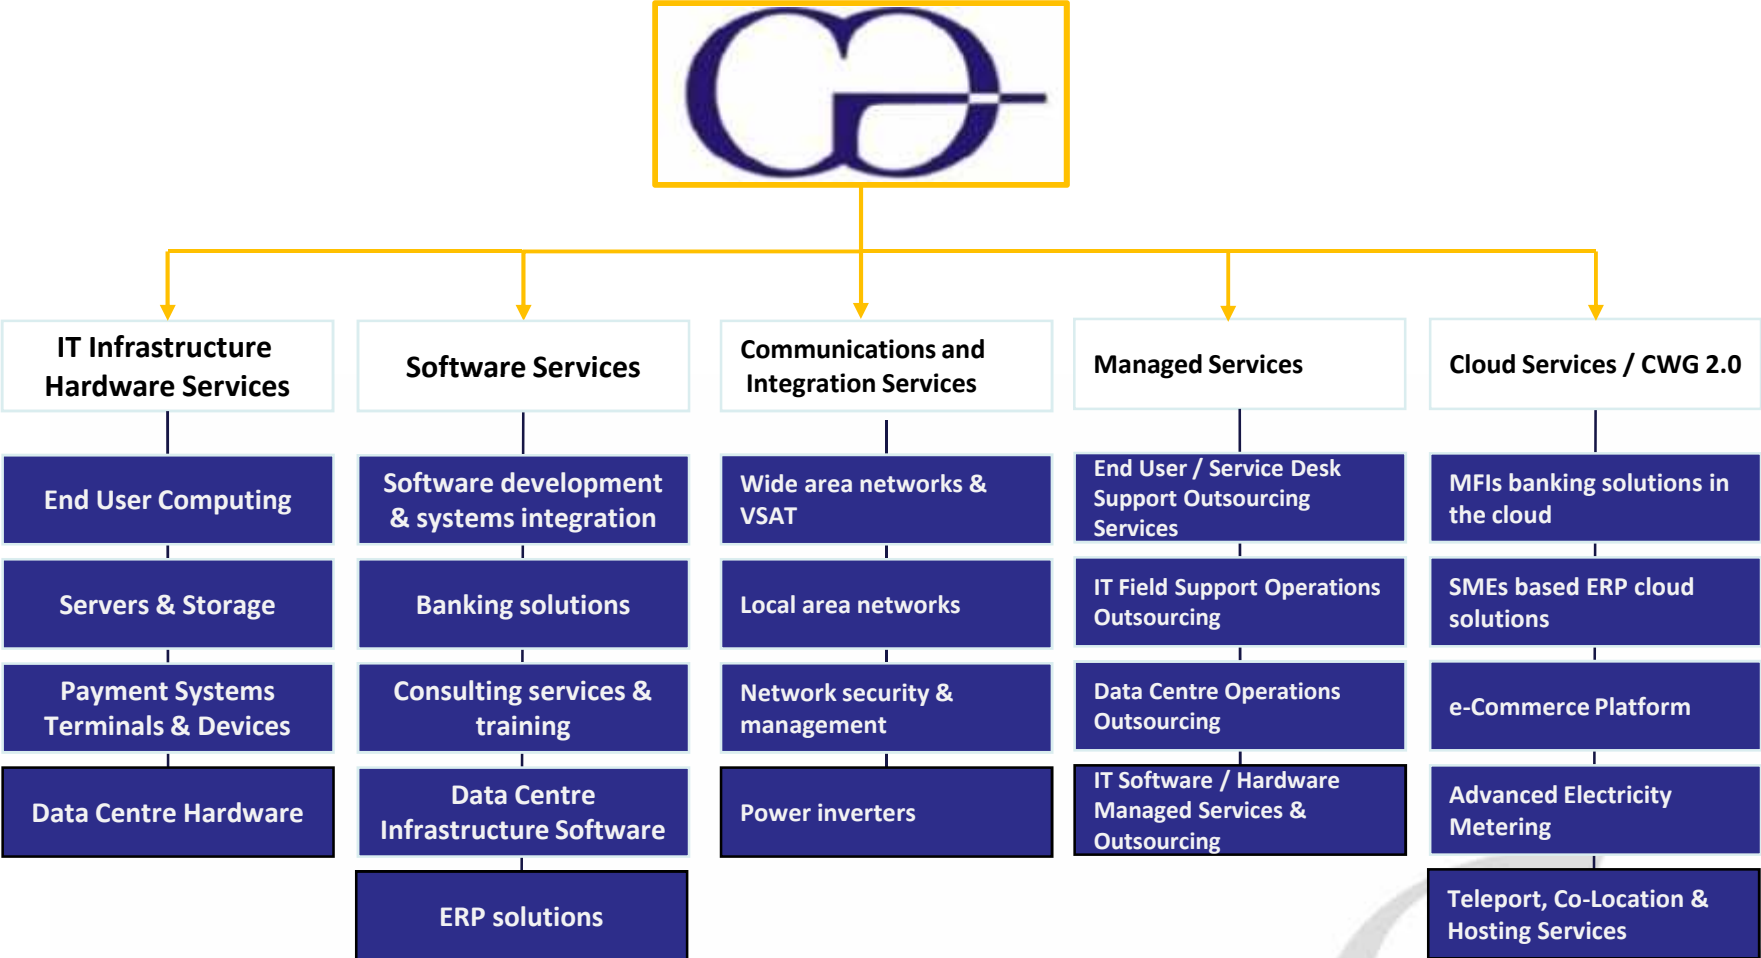 IT Infrastructure
Hardware Services
End User Computing
Servers & Storage
Payment Systems
Terminals & Devices
Data Centre Hardware
Software Services
Software development
& systems integration
Banking solutions
Consulting services &
training
Data Centre
Infrastructure Software
ERP solutions
Communications and
Integration Services
Wide area networks &
VSAT
Local area networks
Network security &
management
Power inverters
Managed Services
End User / Service Desk
Support Outsourcing
Services
IT Field Support Operations
Outsourcing
Data Centre Operations
Outsourcing
IT Software / Hardware
Managed Services &
Outsourcing
Cloud Services / CWG 2.0
MFIs banking solutions in
the cloud
SMEs based ERP cloud
solutions
e-Commerce Platform
Advanced Electricity
Metering
Teleport, Co-Location &
Hosting Services